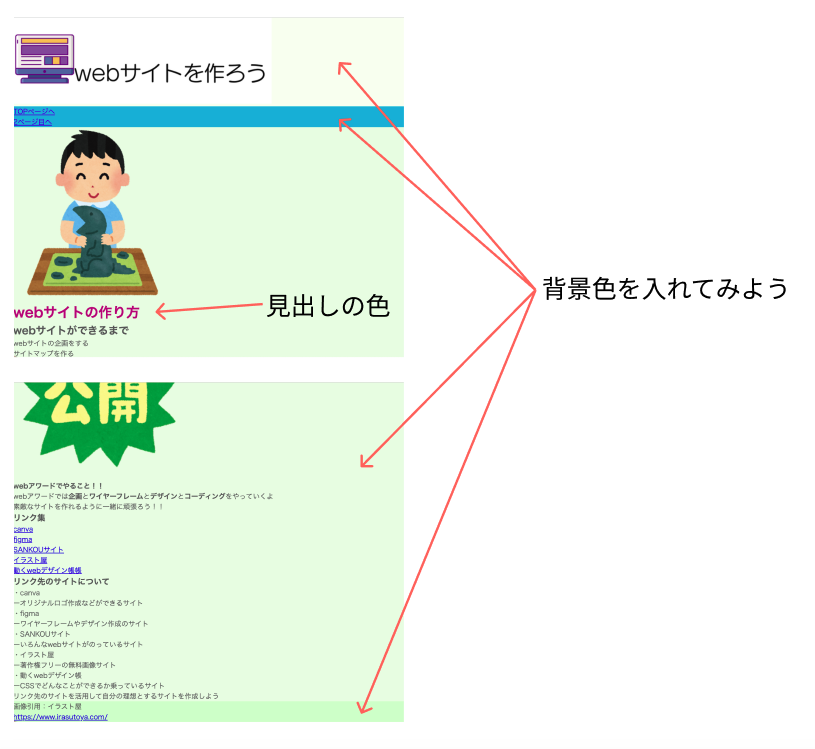 webサイトを作ろう
TOPページへ
2ページ目へ
webサイトの作り方
webサイトができるまで
webサイトの企画をする
サイトマップを作る
見出しの色
背景色を入れてみよう
公開
webアワードでやること！！
webアワードでは企画とワイヤーフレームとデザインとコーディングをやっていくよ
素敵なサイトを作れるように一緒に頑張ろう！！
リンク集
canva
figma
SANKOUサイト
イラスト屋
動くwebデザイン帳帳
リンク先のサイトについて
・canva
ーオリジナルロゴ作成などができるサイト
・figma
ーワイヤーフレームやデザイン作成のサイト
・SANKOUサイト
ーいろんなwebサイトがのっているサイト
・イラスト屋
ー著作権フリーの無料画像サイト
・動くwebデザイン帳
ーCSSでどんなことができるか乗っているサイト
リンク先のサイトを活用して自分の理想とするサイトを作成しよう
画像引用：イラスト屋
https://www.irasutoya.com/